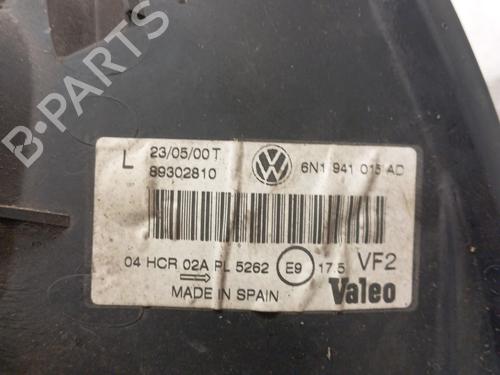 L 23/05/00 T
89302810
6N1 941 015 AD
04 HCR 02A PL 5262 E9 17.5 VF2
MADE IN SPAIN
Valeo
B-Parts